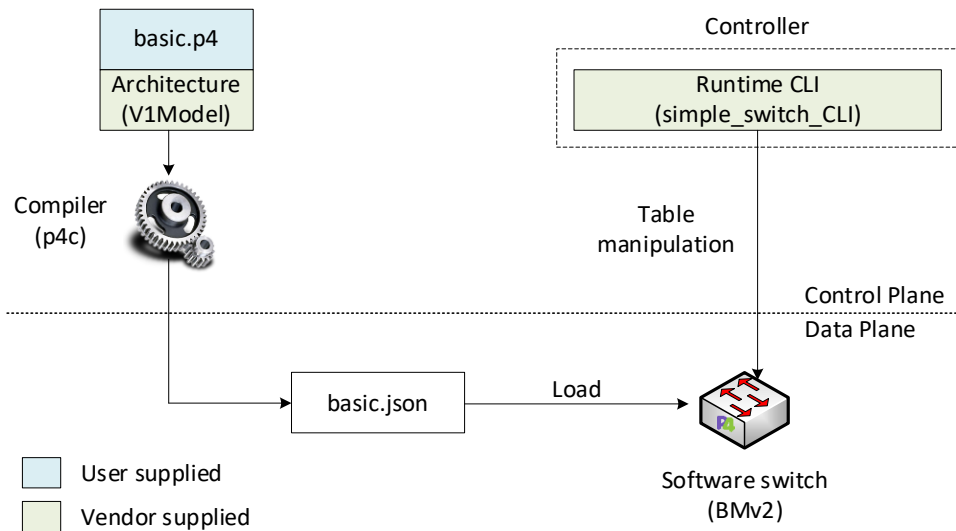 basic.p4
Architecture
(V1Model)
Controller
Runtime CLI
(simple_switch_CLI)
Compiler
(p4c)
Table
manipulation
Control Plane
Data Plane
basic.json
Load
P4
Software switch
(BMv2)
User supplied
Vendor supplied